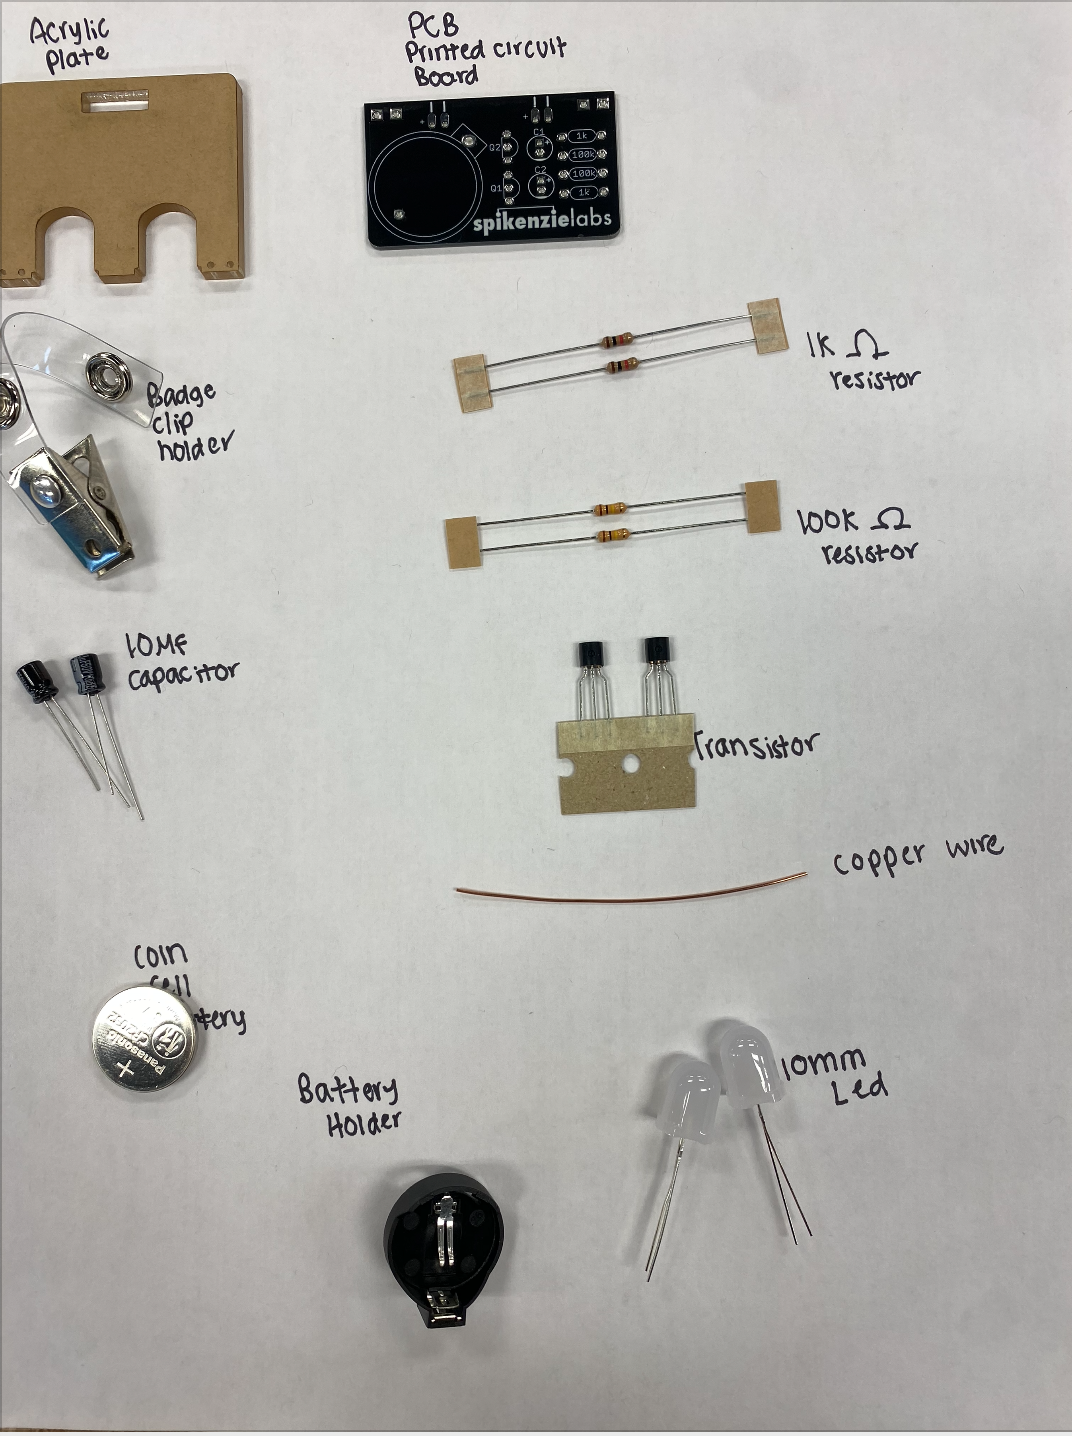 Acrylic
Plate
PCB
Printed circuit
Board
Q2
C1
1k
100k
Q1
C2
100k
1k
spikenzielabs
1K Ω
resistor
Badge
clip
holder
100K Ω
resistor
10MF
capacitor
Transistor
copper wire
coin
cell
tery
Panasonic
10mm
Led
Battery
Holder